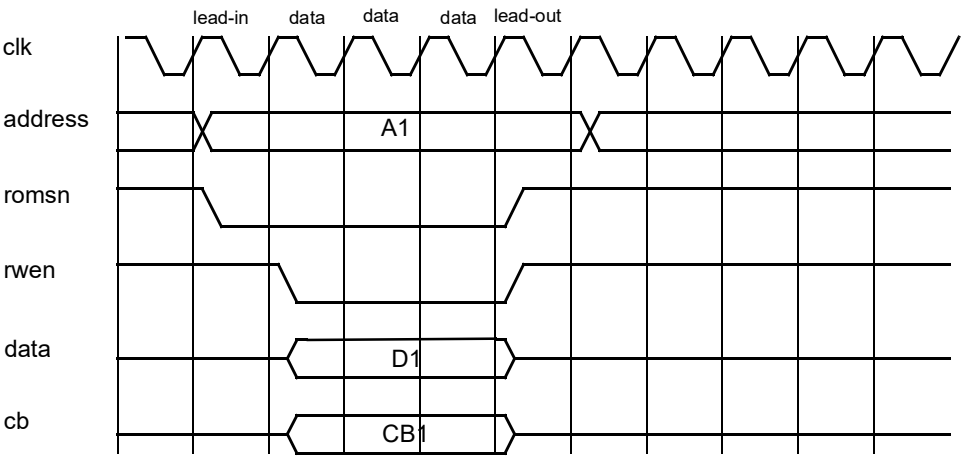 lead-in data data data lead-out
clk
address A1
romsn
rwen
data D1
cb CB1